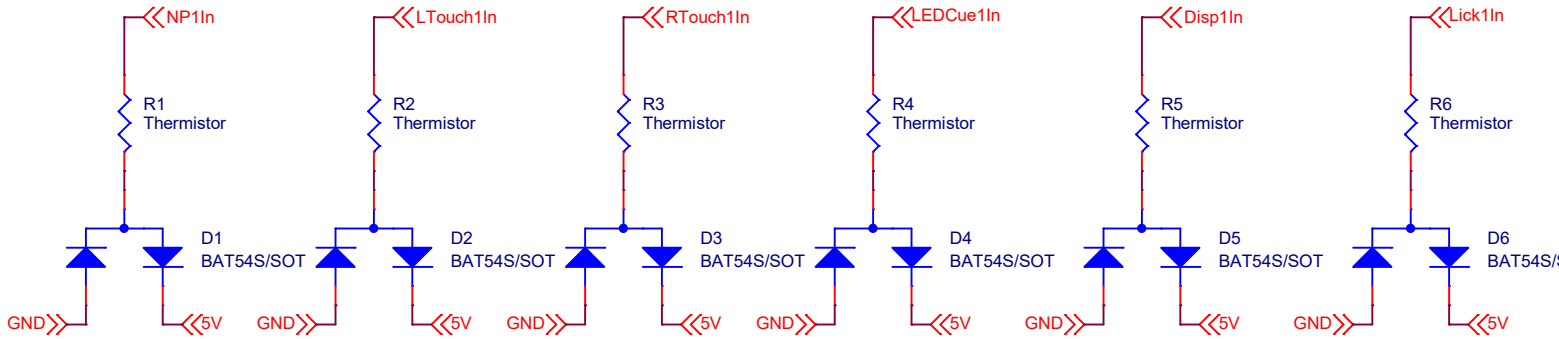 NP1In
LTouch1In
RTouch1In
LEDCue1In
Disp1In
Lick1In
R1
Thermistor
R2
Thermistor
R3
Thermistor
R4
Thermistor
R5
Thermistor
R6
Thermistor
D1
BAT54S/SOT
D2
BAT54S/SOT
D3
BAT54S/SOT
D4
BAT54S/SOT
D5
BAT54S/SOT
D6
BAT54S/S
GND
5V
GND
5V
GND
5V
GND
5V
GND
5V
GND
5V